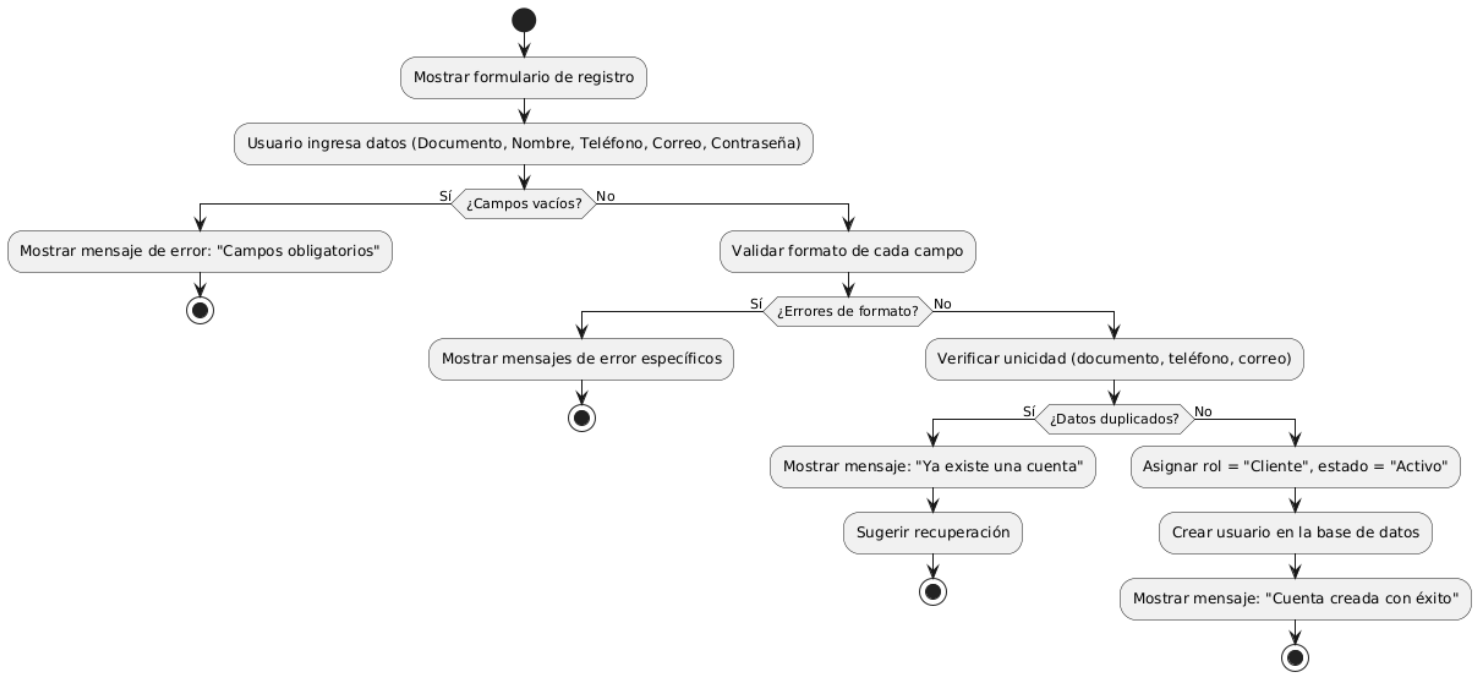 Mostrar formulario de registro
Usuario ingresa datos (Documento, Nombre, Teléfono, Correo, Contraseña)
Sí
¿Campos vacíos?
No
Mostrar mensaje de error: "Campos obligatorios"
Validar formato de cada campo
Sí
¿Errores de formato?
No
Mostrar mensajes de error específicos
Verificar unicidad (documento, teléfono, correo)
Sí
¿Datos duplicados?
No
Mostrar mensaje: "Ya existe una cuenta"
Asignar rol = "Cliente", estado = "Activo"
Sugerir recuperación
Crear usuario en la base de datos
Mostrar mensaje: "Cuenta creada con éxito"